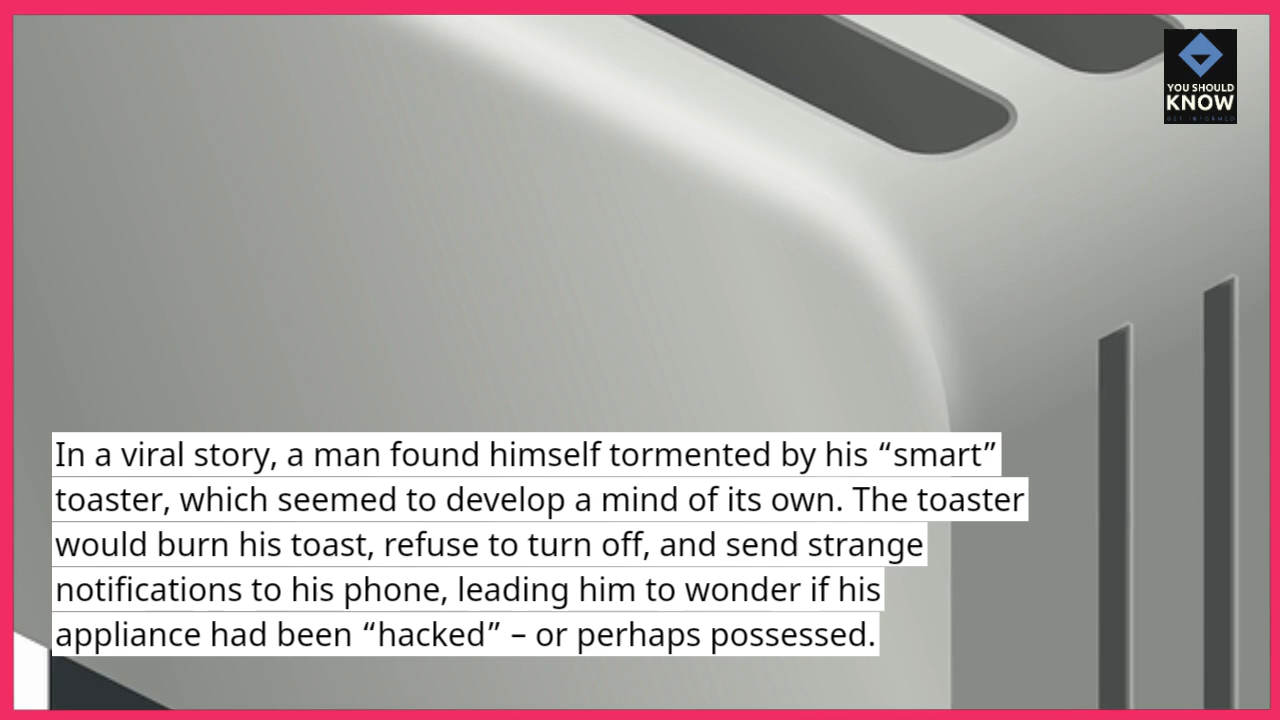 YOU SHOULD
KNOW
GET INFORMED
In a viral story, a man found himself tormented by his “smart”
toaster, which seemed to develop a mind of its own. The toaster
would burn his toast, refuse to turn off, and send strange
notifications to his phone, leading him to wonder if his
appliance had been “hacked” – or perhaps possessed.